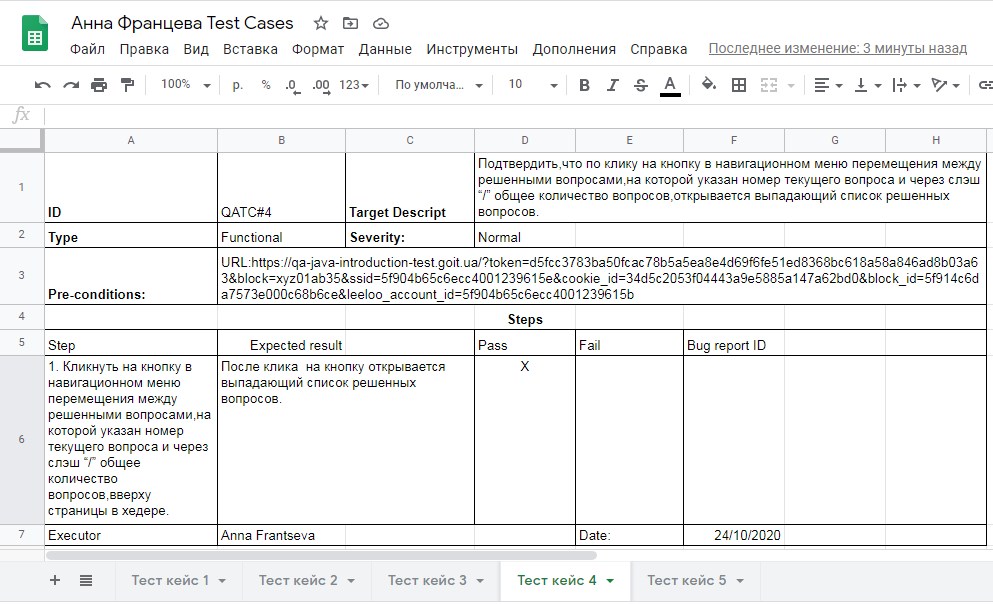 Анна Францева Test Cases
Файл Правка Вид Вставка Формат Данные Инструменты Дополнения Справка Последнее изменение: 3 минуты назад
100% р. % .0 .00 123 По умолча... 10 B I S A
fx
A B C D E F G H
1
ID
QATC#4
Target Descript
Подтвердить,что по клику на кнопку в навигационном меню перемещения между
решенными вопросами,на которой указан номер текущего вопроса и через слэш
“/” общее количество вопросов,открывается выпадающий список решенных
вопросов.
2 Type Functional Severity: Normal
3
Pre-conditions:
URL:https://qa-java-introduction-test.goit.ua/?token=d5fcc3783ba50fcac78b5a5ea8e4d69f6fe51ed8368bc618a58a846ad8b03a6
3&block=xyz01ab35&ssid=5f904b65c6ecc4001239615e&cookie_id=34d5c2053f04443a9e5885a147a62bd0&block_id=5f914c6d
a7573e000c68b6ce&leeloo_account_id=5f904b65c6ecc4001239615b
4 Steps
5 Step Expected result Pass Fail Bug report ID
6
1. Кликнуть на кнопку в
навигационном меню
перемещения между
решенными вопросами,на
которой указан номер
текущего вопроса и через
слэш “/” общее
количество
вопросов,вверху
страницы в хедере.
После клика на кнопку открывается
выпадающий список решенных
вопросов.
X
7 Executor Anna Frantseva Date: 24/10/2020
+ Тест кейс 1 Тест кейс 2 Тест кейс 3 Тест кейс 4 Тест кейс 5